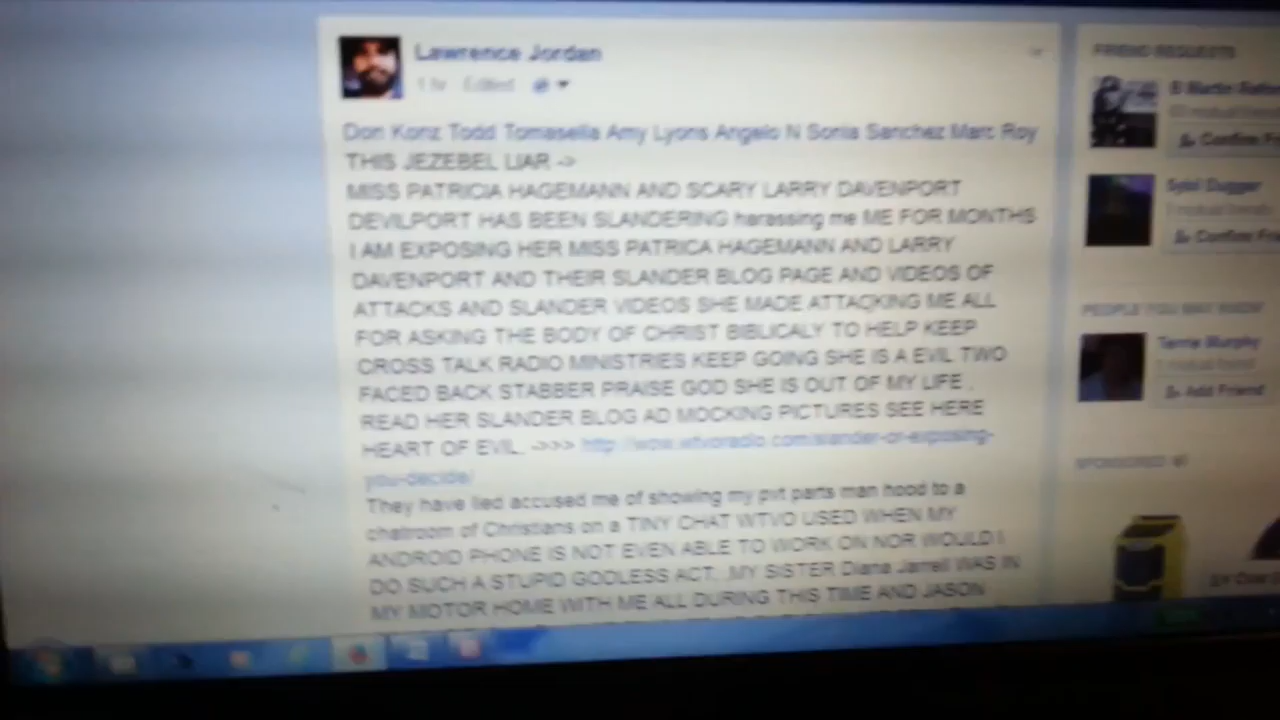 Lawrence Jordan
1 hr Edited
Don Konz Todd Tomasella Amy Lyons Angelo N Sonia Sanchez Marc Roy
THIS JEZEBEL LIAR ->
MISS PATRICIA HAGEMANN AND SCARY LARRY DAVENPORT
DEVILPORT HAS BEEN SLANDERING harassing me ME FOR MONTHS
I AM EXPOSING HER MISS PATRICA HAGEMANN AND LARRY
DAVENPORT AND THEIR SLANDER BLOG PAGE AND VIDEOS OF
ATTACKS AND SLANDER VIDEOS SHE MADE ATTACKING ME ALL
FOR ASKING THE BODY OF CHRIST BIBLICALY TO HELP KEEP
CROSS TALK RADIO MINISTRIES KEEP GOING SHE IS A EVIL TWO
FACED BACK STABBER PRAISE GOD SHE IS OUT OF MY LIFE .
READ HER SLANDER BLOG AD MOCKING PICTURES SEE HERE
HEART OF EVIL. ->>> http://www.wtvoradio.com/slander-or-exposing-
you-decide/
They have lied accused me of showing my pvt parts man hood to a
chatroom of Christians on a TINY CHAT WTVO USED WHEN MY
ANDROID PHONE IS NOT EVEN ABLE TO WORK ON NOR WOULD I
DO SUCH A STUPID GODLESS ACT. .MY SISTER Diana Jarrell WAS IN
MY MOTOR HOME WITH ME ALL DURING THIS TIME AND JASON
FRIEND REQUESTS
El Martin
Confirm
Sybil Dugger
Confirm
PEOPLE YOU MAY KNOW
Terrie Murphy
Add Friend
SPONSORED